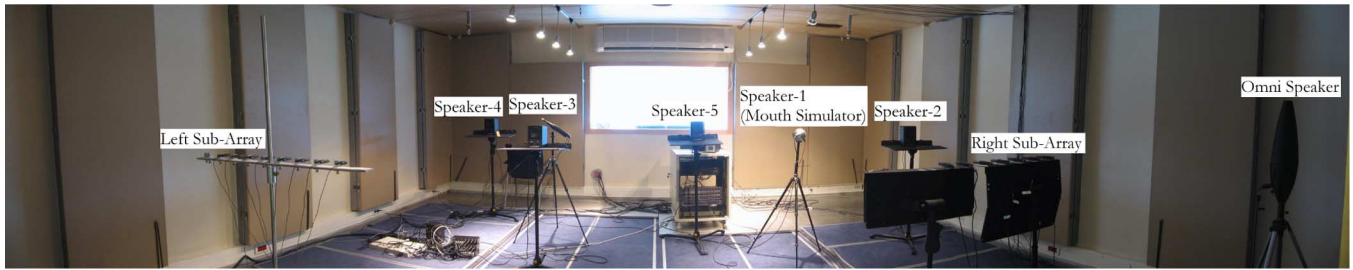 Left Sub-Array
Speaker-4
Speaker-3
Speaker-5
Speaker-1
(Mouth Simulator)
Speaker-2
Right Sub-Array
Omni Speaker